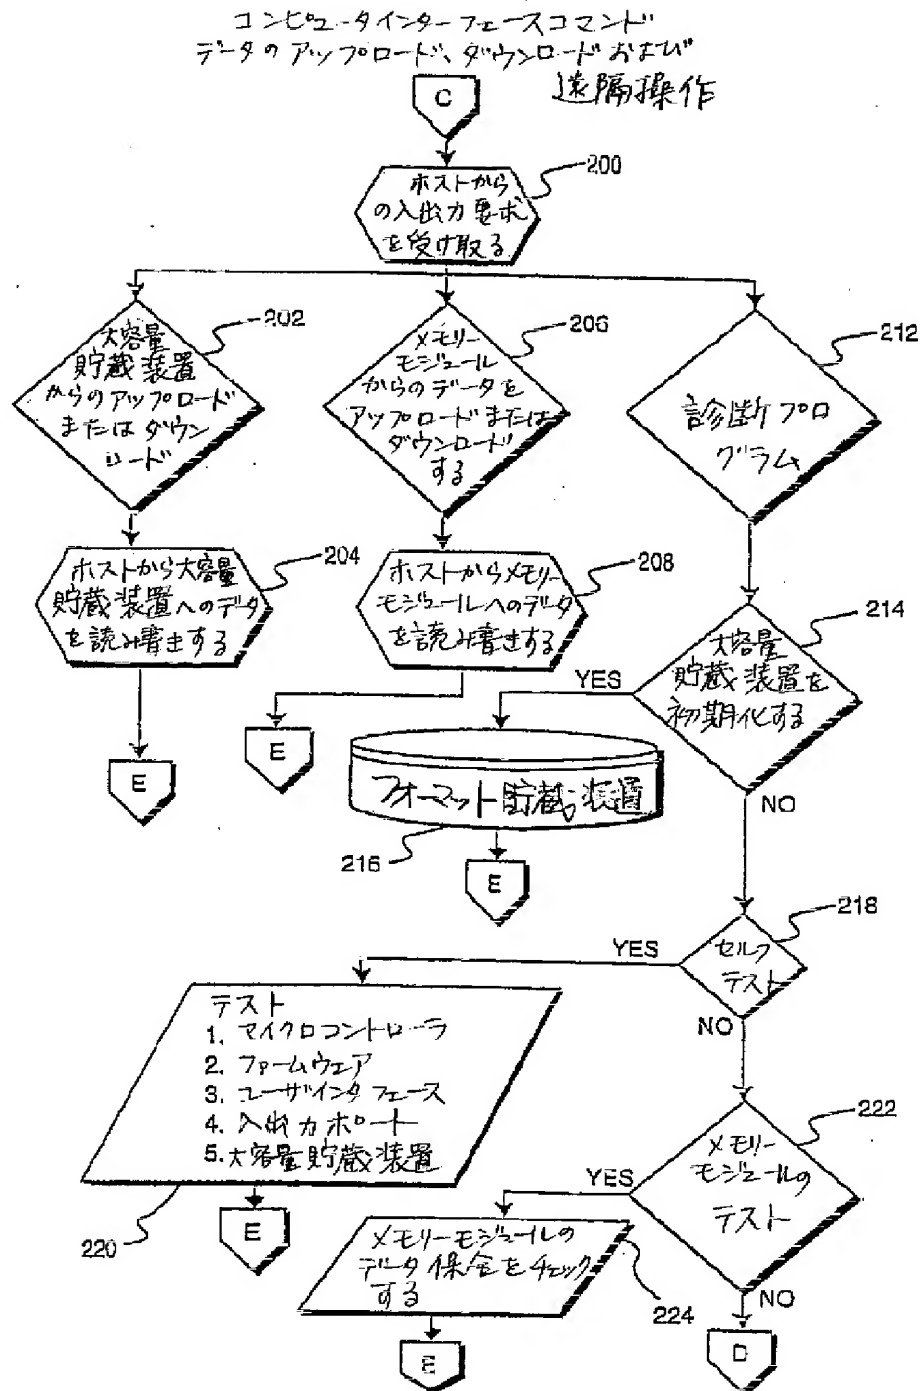 コンピュータインターフェースコマンド
データのアップロード、ダウンロードおよび
遠隔操作
C
200
ホストから
の入出力要求
を受け取る
202
大容量
貯蔵装置
からのアップロード
またはダウン
ロード
206
メモリー
モジュール
からのデータを
アップロードまたは
ダウンロード
する
212
診断プロ
グラム
204
ホストから大容量
貯蔵装置へのデータ
を読み書きする
208
ホストからメモリー
モジュールへのデータ
を読み書きする
214
大容量
貯蔵装置を
初期化する
YES
NO
E
E
フォーマット貯蔵装置
216
E
218
セルフ
テスト
YES
NO
テスト
1. マイクロコントローラ
2. ファームウェア
3. ユーザインタフェース
4. 入出力ポート
5. 大容量貯蔵装置
220
E
222
メモリー
モジュールの
テスト
YES
NO
メモリーモジュールの
データ保全をチェック
する
224
E
D